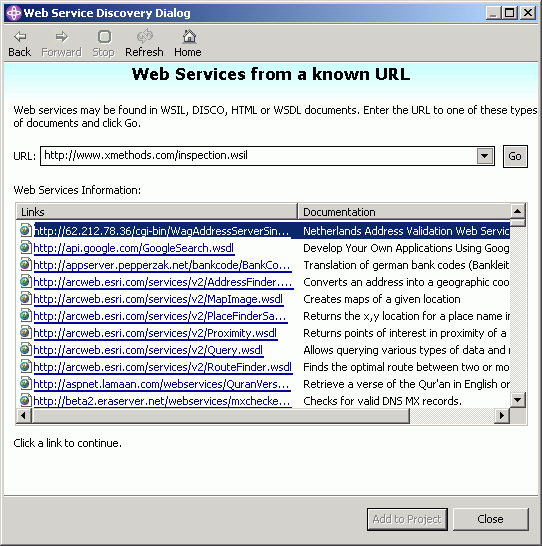 Web Service Discovery Dialog
Back Forward Stop Refresh Home
Web Services from a known URL
Web services may be found in WSIL, DISCO, HTML or WSDL documents. Enter the URL to one of these types
of documents and click Go.
URL: http://www.xmethods.com/inspection.wsil Go
Web Services Information:
Links Documentation
http://62.212.78.36/cgi-bin/WagAddressServerSin... Netherlands Address Validation Web Servic
http://api.google.com/GoogleSearch.wsdl Develop Your Own Applications Using Goog
http://appserver.pepperzak.net/bankcode/BankCo... Translation of german bank codes (Bankleit
http://arcweb.esri.com/services/v2/AddressFinder.... Converts an address into a geographic coo
http://arcweb.esri.com/services/v2/MapImage.wsdl Creates maps of a given location
http://arcweb.esri.com/services/v2/PlaceFinderSa... Returns the x,y location for a place name i
http://arcweb.esri.com/services/v2/Proximity.wsdl Returns points of interest in proximity of a
http://arcweb.esri.com/services/v2/Query.wsdl Allows querying various types of data and r
http://arcweb.esri.com/services/v2/RouteFinder.wsdl Finds the optimal route between two or mo
http://aspnet.lamaan.com/webservices/QuranVers... Retrieve a verse of the Qur'an in English or
http://beta2.eraserver.net/webservices/mxchecke... Checks for valid DNS MX records.
Click a link to continue.
Add to Project Close